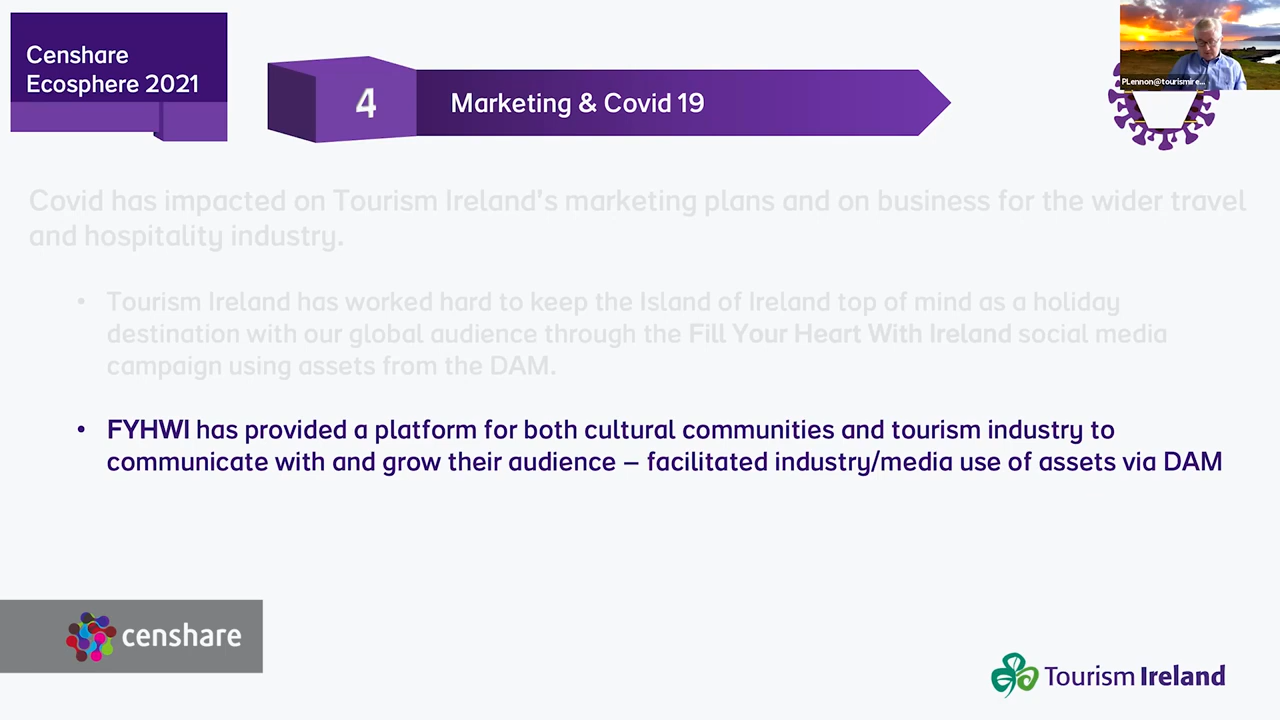 Censhare
Ecosphere 2021
4
Marketing & Covid 19
PLennon@tourismire...
Covid has impacted on Tourism Ireland's marketing plans and on business for the wider travel
and hospitality industry.
• Tourism Ireland has worked hard to keep the Island of Ireland top of mind as a holiday
destination with our global audience through the Fill Your Heart With Ireland social media
campaign using assets from the DAM.
• FYHWI has provided a platform for both cultural communities and tourism industry to
communicate with and grow their audience – facilitated industry/media use of assets via DAM
censhare
Tourism Ireland